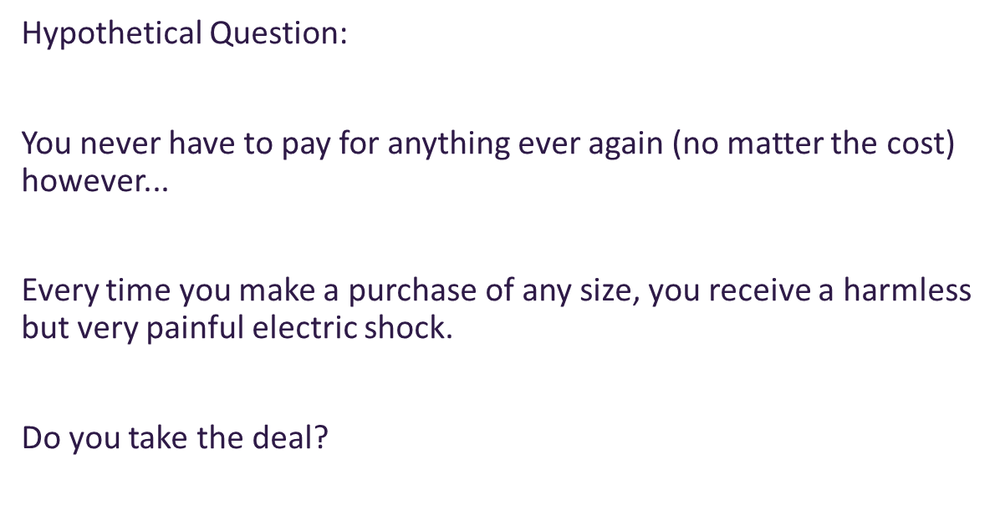 Hypothetical Question:
You never have to pay for anything ever again (no matter the cost)
however...
Every time you make a purchase of any size, you receive a harmless
but very painful electric shock.
Do you take the deal?